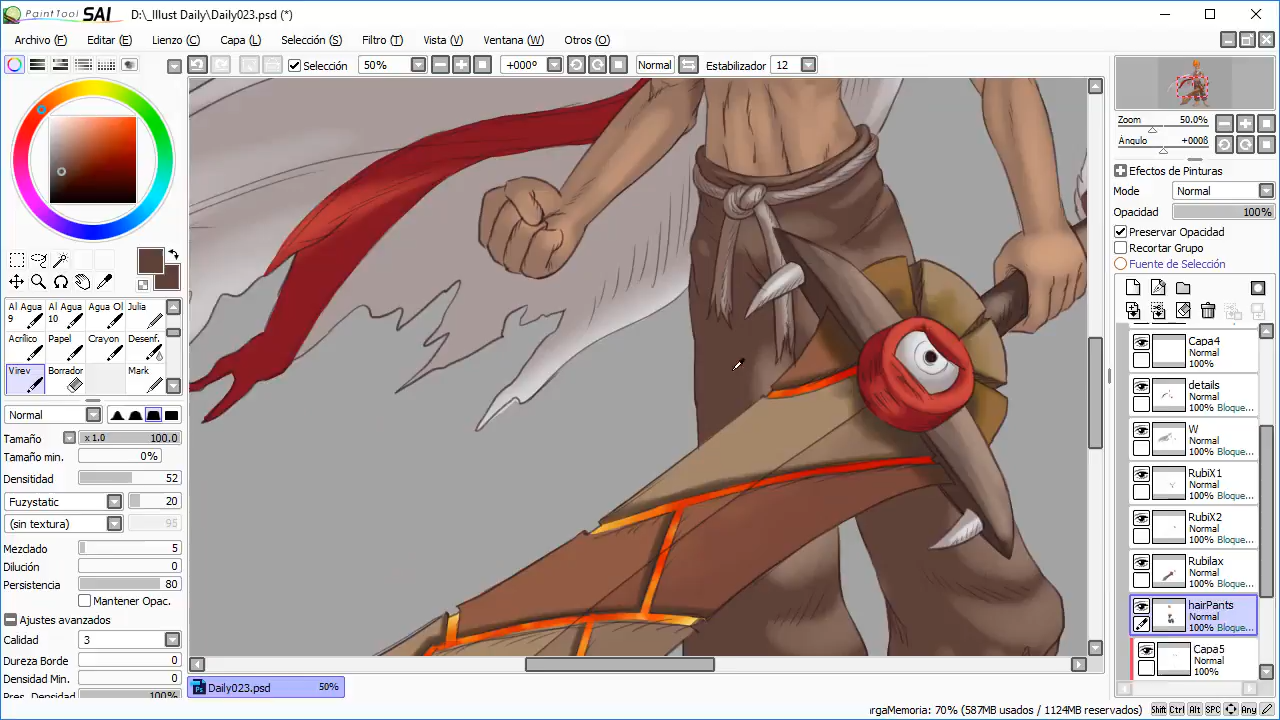 PaintTool SAI D:\_Illust Daily\Daily023.psd (*)
Archivo (F) Editar (E) Lienzo (C) Capa (L) Selección (S) Filtro (T) Vista (V) Ventana (W) Otros (O)
Selección 50% +000° Normal Estabilizador 12
Zoom 50.0%
Ángulo +0008
Efectos de Pinturas
Mode Normal
Opacidad 100%
Preservar Opacidad
Recortar Grupo
Fuente de Selección
Al Agua 9 Al Agua 10 Agua Ol Julia
Acrílico Papel Crayon Desenf.
Virev Borrador Mark
Normal
Tamaño x 1.0 100.0
Tamaño min. 0%
Densitidad 52
Fuzystatic 20
(sin textura) 95
Mezclado 5
Dilución 0
Persistencia 80
Mantener Opac.
Ajustes avanzados
Calidad 3
Dureza Borde 0
Densidad Min. 0
Pres. Densidad 100%
Capa4
Normal
100%
details
Normal
100% Bloque...
W
Normal
100% Bloque...
RubiX1
Normal
100% Bloque...
RubiX2
Normal
100% Bloque...
Rubilax
Normal
100% Bloque...
hairPants
Normal
100% Bloque...
Capa5
Normal
100%
Daily023.psd 50%
argaMemoria: 70% (587MB usados / 1124MB reservados) Shift Ctrl Alt SPC Any